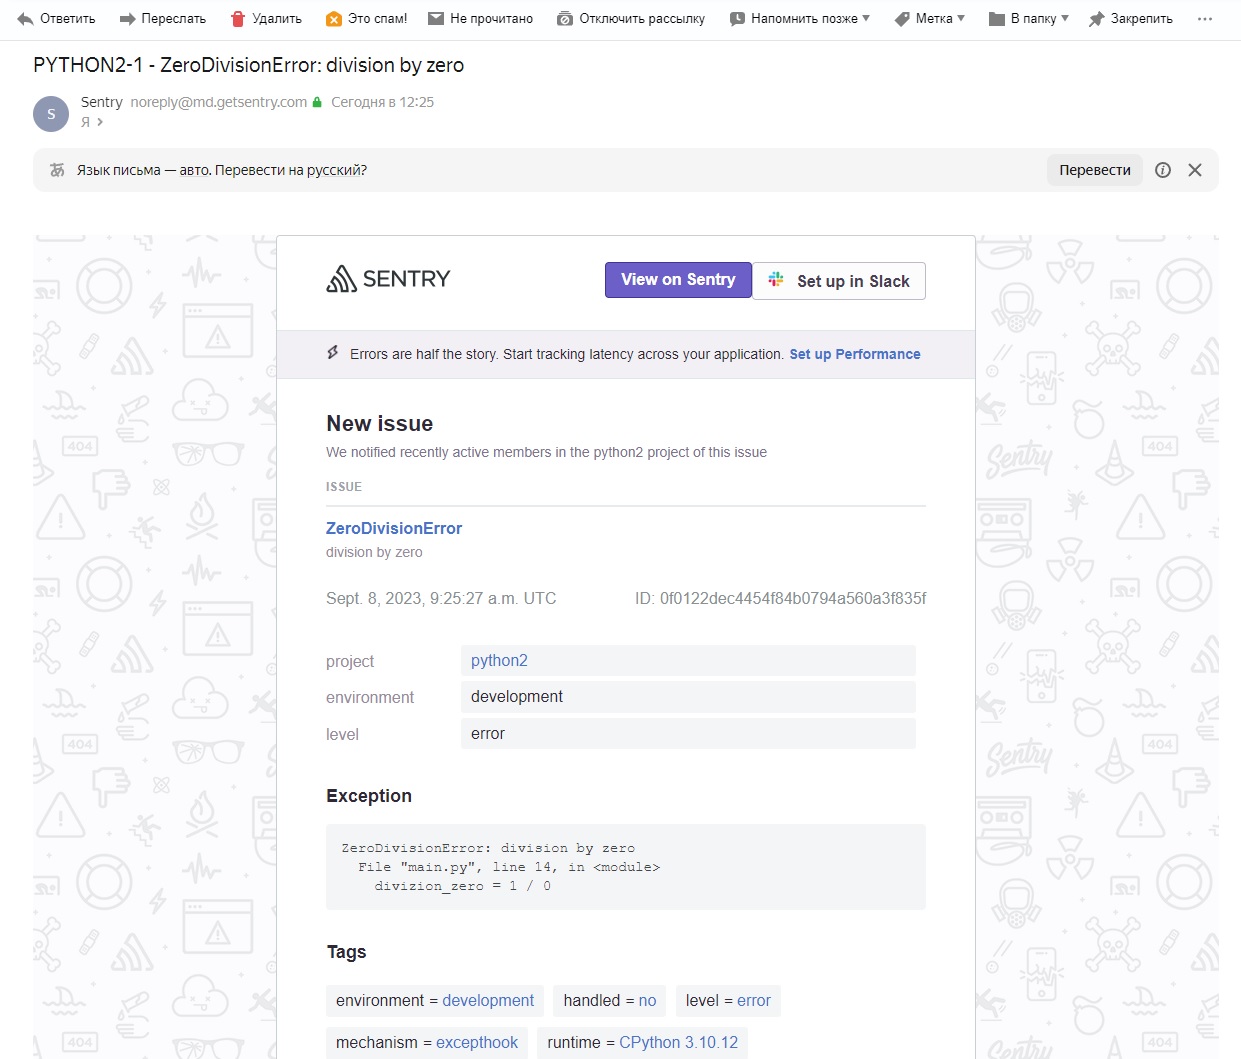 Ответить Переслать Удалить Это спам! Не прочитано Отключить рассылку Напомнить позже Метка В папку Закрепить
PYTHON2-1 - ZeroDivisionError: division by zero
S
Sentry noreply@md.getsentry.com Сегодня в 12:25
Я
Язык письма — авто. Перевести на русский? Перевести
SENTRY View on Sentry Set up in Slack
Errors are half the story. Start tracking latency across your application. Set up Performance
New issue
We notified recently active members in the python2 project of this issue
ISSUE
ZeroDivisionError
division by zero
Sept. 8, 2023, 9:25:27 a.m. UTC ID: 0f0122dec4454f84b0794a560a3f835f
project python2
environment development
level error
Exception
ZeroDivisionError: division by zero
File "main.py", line 14, in <module>
divizion_zero = 1 / 0
Tags
environment = development handled = no level = error
mechanism = excepthook runtime = CPython 3.10.12
404
404
Sentry
404
404
Sentry
404
404
Sentry